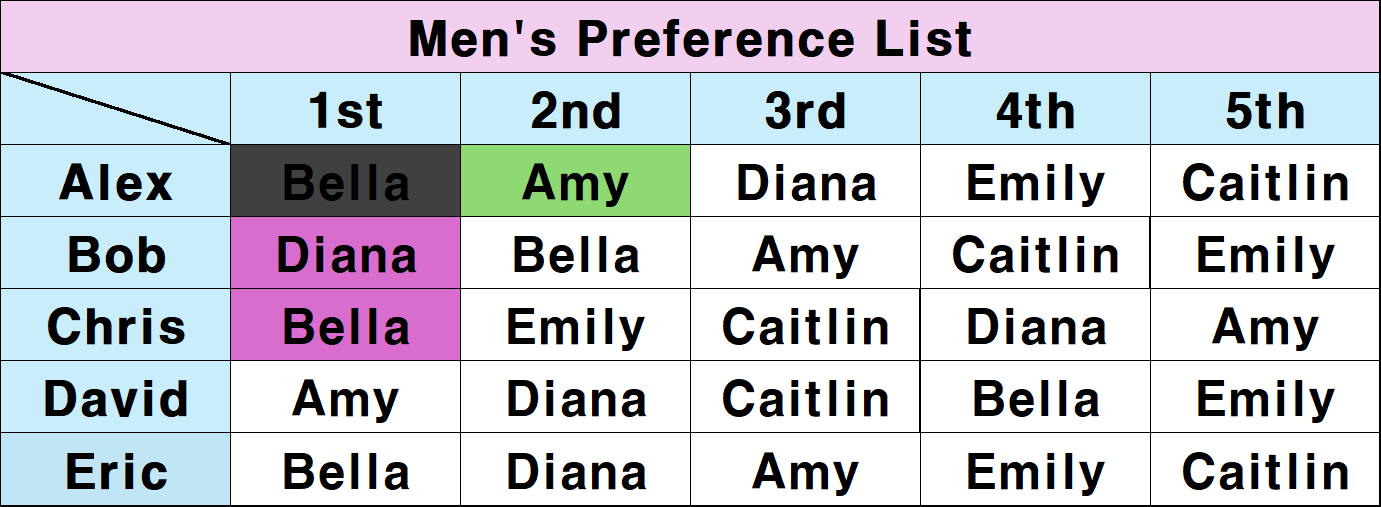 Men's Preference List
1st 2nd 3rd 4th 5th
Alex Bella Amy Diana Emily Caitlin
Bob Diana Bella Amy Caitlin Emily
Chris Bella Emily Caitlin Diana Amy
David Amy Diana Caitlin Bella Emily
Eric Bella Diana Amy Emily Caitlin